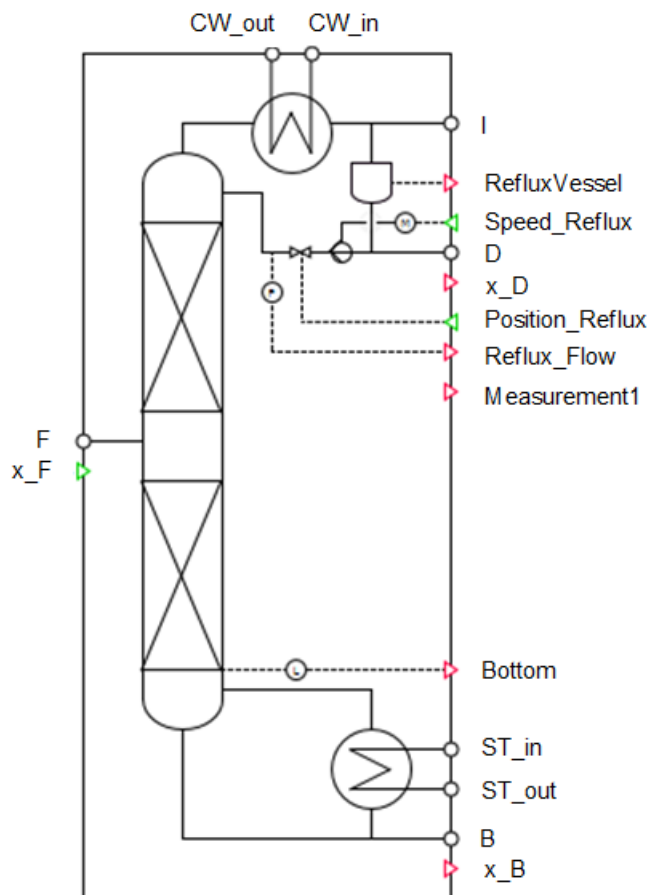 CW_out CW_in
I
RefluxVessel
Speed_Reflux
M
D
x_D
F
Position_Reflux
Reflux_Flow
Measurement1
F
x_F
L
Bottom
ST_in
ST_out
B
x_B